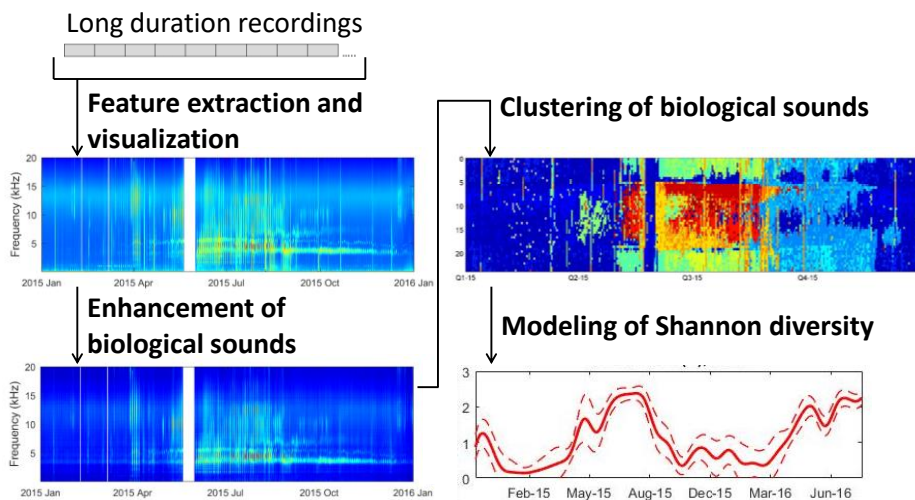 Long duration recordings
.....
Feature extraction and
visualization
20
15
10
5
Frequency (kHz)
2015 Jan
2015 Apr
2015 Jul
2015 Oct
2016 Jan
Enhancement of
biological sounds
20
15
10
5
Frequency (kHz)
2015 Jan
2015 Apr
2015 Jul
2015 Oct
2016 Jan
Clustering of biological sounds
0
5
10
15
20
Q1-15
Q2-15
Q3-15
Q4-15
Modeling of Shannon diversity
3
2
1
0
Feb-15
May-15
Aug-15
Dec-15
Mar-16
Jun-16